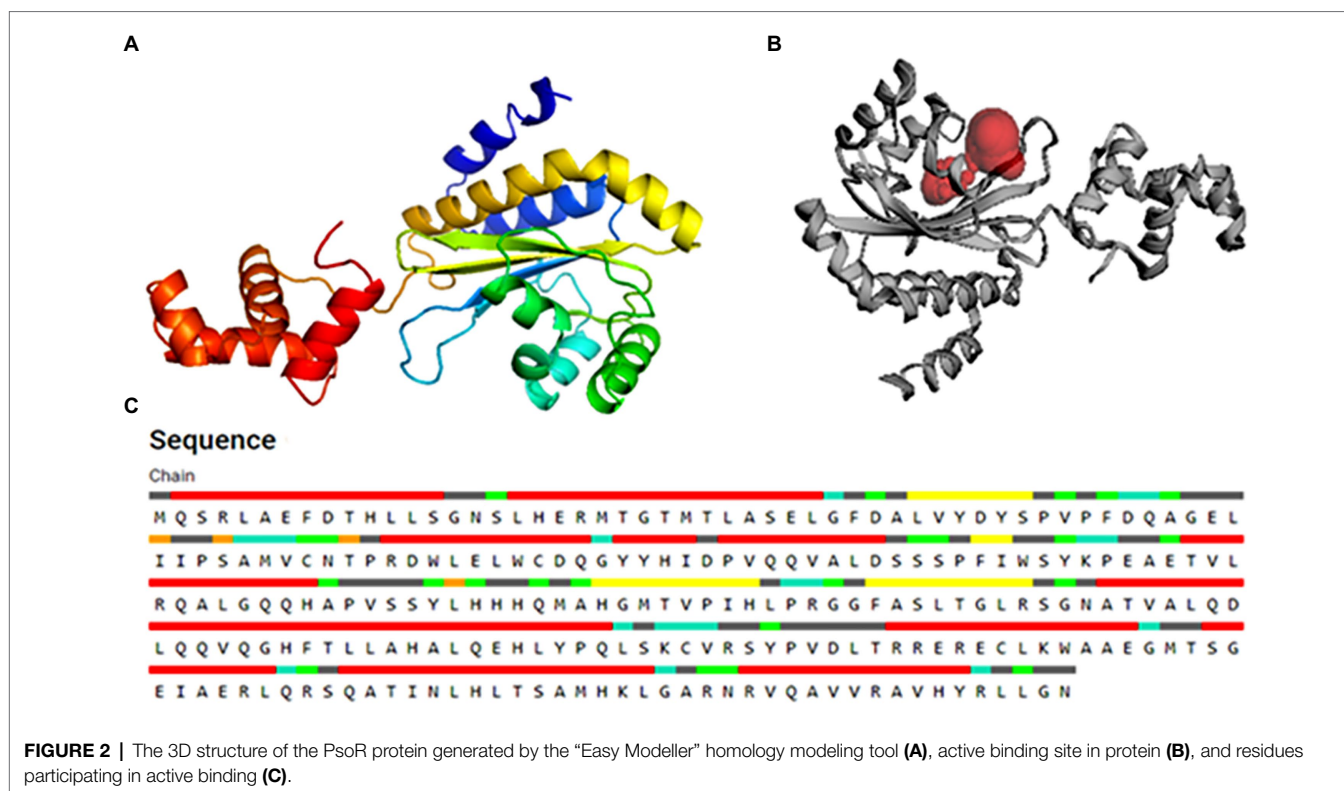 A
B
C
Sequence
Chain
M Q S R L A E F D T H L L S G N S L H E R M T G T M T L A S E L G F D A L V Y D Y S P V P F D Q A G E L
I I P S A M V C N T P R D W L E L W C D Q G Y Y H I D P V Q Q V A L D S S S P F I W S Y K P E A E T V L
R Q A L G Q Q H A P V S S Y L H H H Q M A H G M T V P I H L P R G G F A S L T G L R S G N A T V A L Q D
L Q Q V Q G H F T L L A H A L Q E H L Y P Q L S K C V R S Y P V D L T R R E R E C L K W A A E G M T S G
E I A E R L Q R S Q A T I N L H L T S A M H K L G A R N R V Q A V V R A V H Y R L L G N
FIGURE 2 | The 3D structure of the PsoR protein generated by the “Easy Modeller” homology modeling tool (A), active binding site in protein (B), and residues
participating in active binding (C).